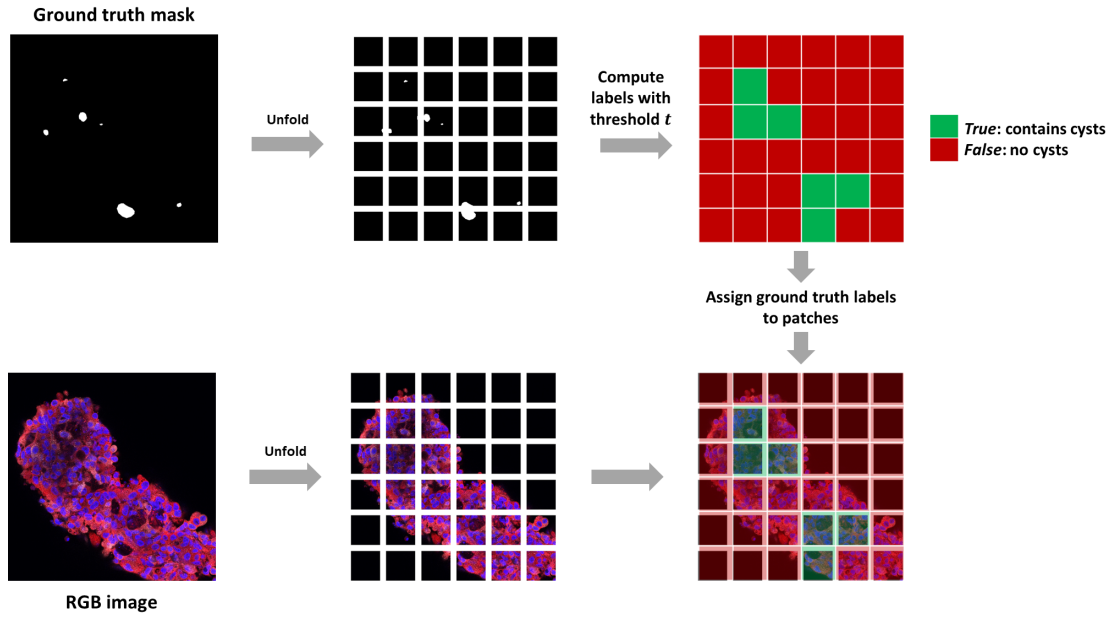 Ground truth mask
Unfold
Compute
labels with
threshold t
True: contains cysts
False: no cysts
Assign ground truth labels
to patches
Unfold
RGB image